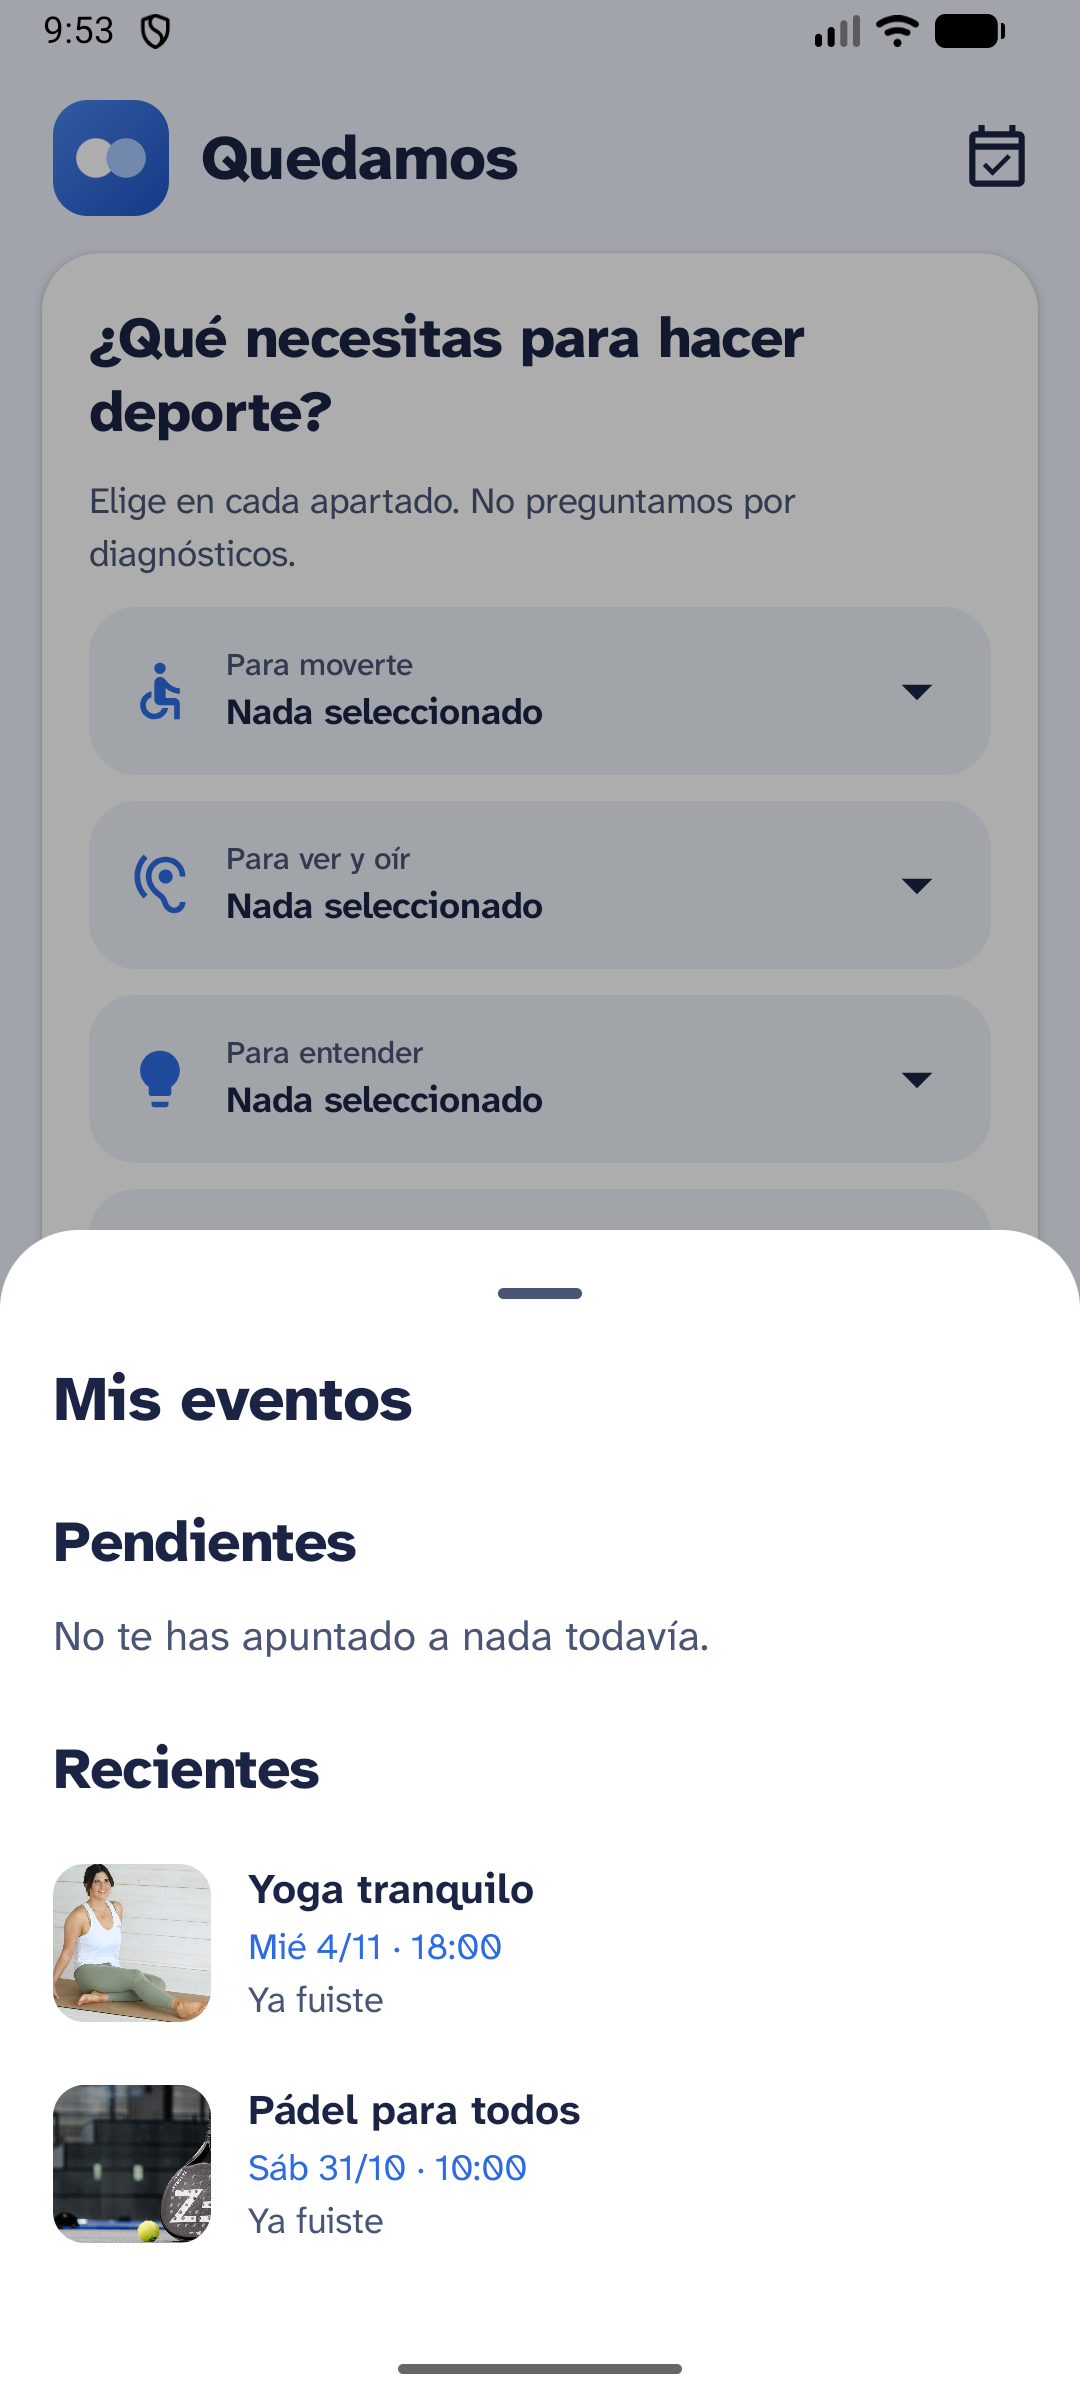 9:53
Quedamos
¿Qué necesitas para hacer
deporte?
Elige en cada apartado. No preguntamos por
diagnósticos.
Para moverte
Nada seleccionado
Para ver y oír
Nada seleccionado
Para entender
Nada seleccionado
Mis eventos
Pendientes
No te has apuntado a nada todavía.
Recientes
Yoga tranquilo
Mié 4/11 · 18:00
Ya fuiste
Pádel para todos
Sáb 31/10 · 10:00
Ya fuiste